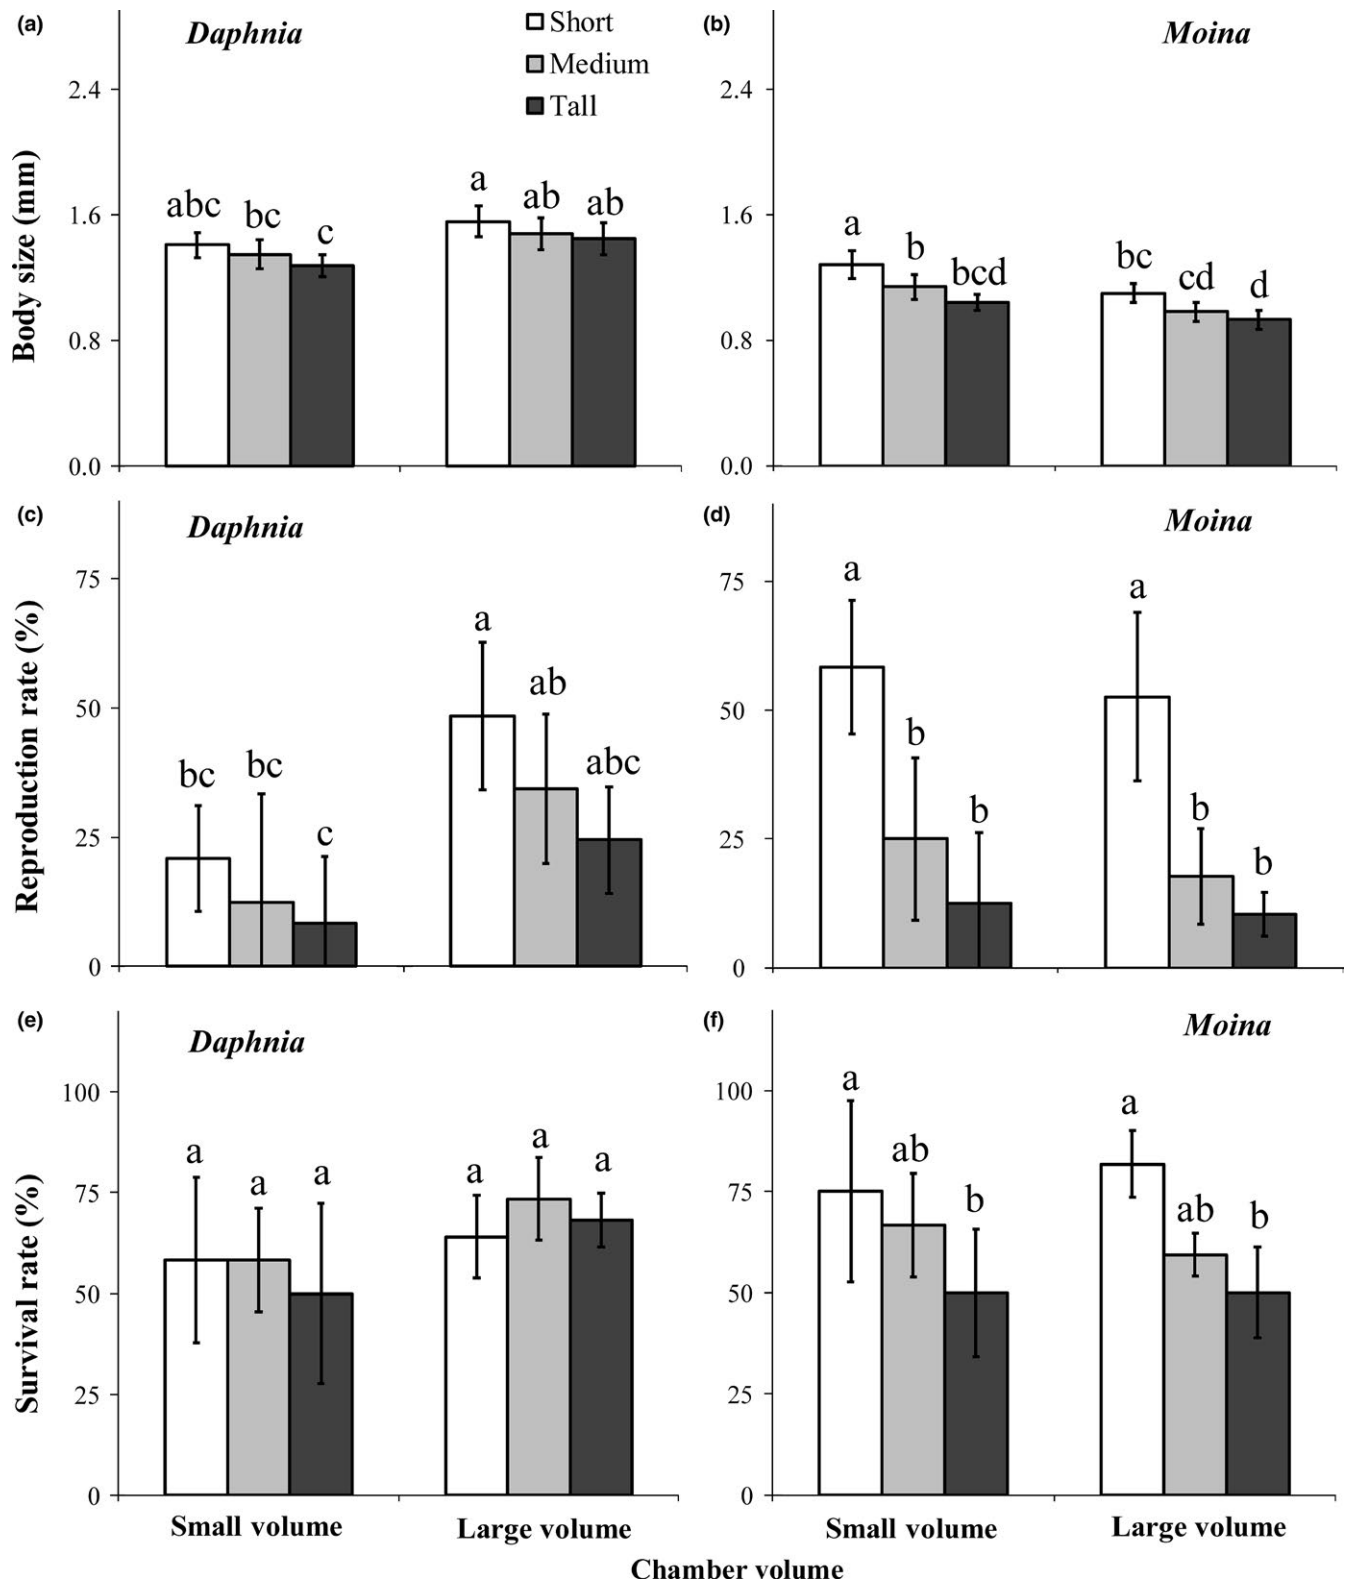 (a)
Daphnia
Short
Medium
Tall
Body size (mm)
2.4
1.6
0.8
0.0
abc
bc
c
a
ab
ab
(b)
Moina
2.4
1.6
0.8
0.0
a
b
bcd
bc
cd
d
(c)
Daphnia
Reproduction rate (%)
75
50
25
0
bc
bc
c
a
ab
abc
(d)
Moina
75
50
25
0
a
b
b
a
b
b
(e)
Daphnia
Survival rate (%)
100
75
50
25
0
a
a
a
a
a
a
Small volume
Large volume
(f)
Moina
100
75
50
25
0
a
ab
b
a
ab
b
Small volume
Large volume
Chamber volume